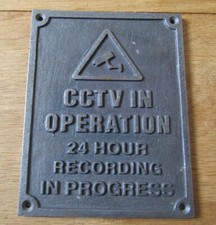 CCTV IN
OPERATION
24 HOUR
RECORDING
IN PROGRESS